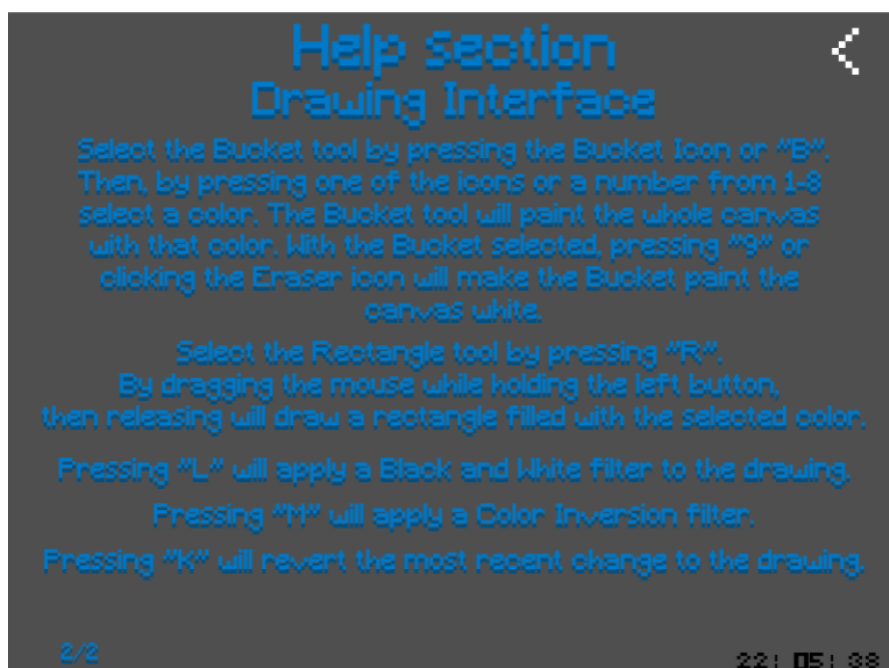 Help section
Drawing Interface
Select the Bucket tool by pressing the Bucket Icon or "B".
Then, by pressing one of the icons or a number from 1-8
select a color. The Bucket tool will paint the whole canvas
with that color. With the Bucket selected, pressing "9" or
clicking the Eraser icon will make the Bucket paint the
canvas white.
Select the Rectangle tool by pressing "R".
By dragging the mouse while holding the left button,
then releasing will draw a rectangle filled with the selected color.
Pressing "L" will apply a Black and White filter to the drawing.
Pressing "M" will apply a Color Inversion filter.
Pressing "K" will revert the most recent change to the drawing.
2/2
22: 05: 38